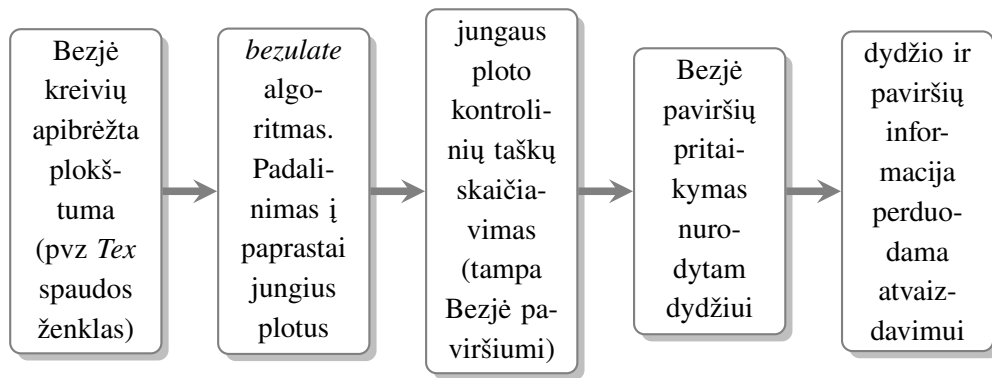 Bezjė
kreivių
apibrėžta
plokš-
tuma
(pvz Tex
spaudos
ženklas)
bezulate
algo-
ritmas.
Padali-
nimas į
paprastai
jungius
plotus
jungaus
ploto
kontroli-
nių taškų
skaičia-
vimas
(tampa
Bezjė pa-
viršiumi)
Bezjė
paviršių
pritai-
kymas
nuro-
dytam
dydžiui
dydžio ir
paviršių
infor-
macija
perduo-
dama
atvaiz-
davimui